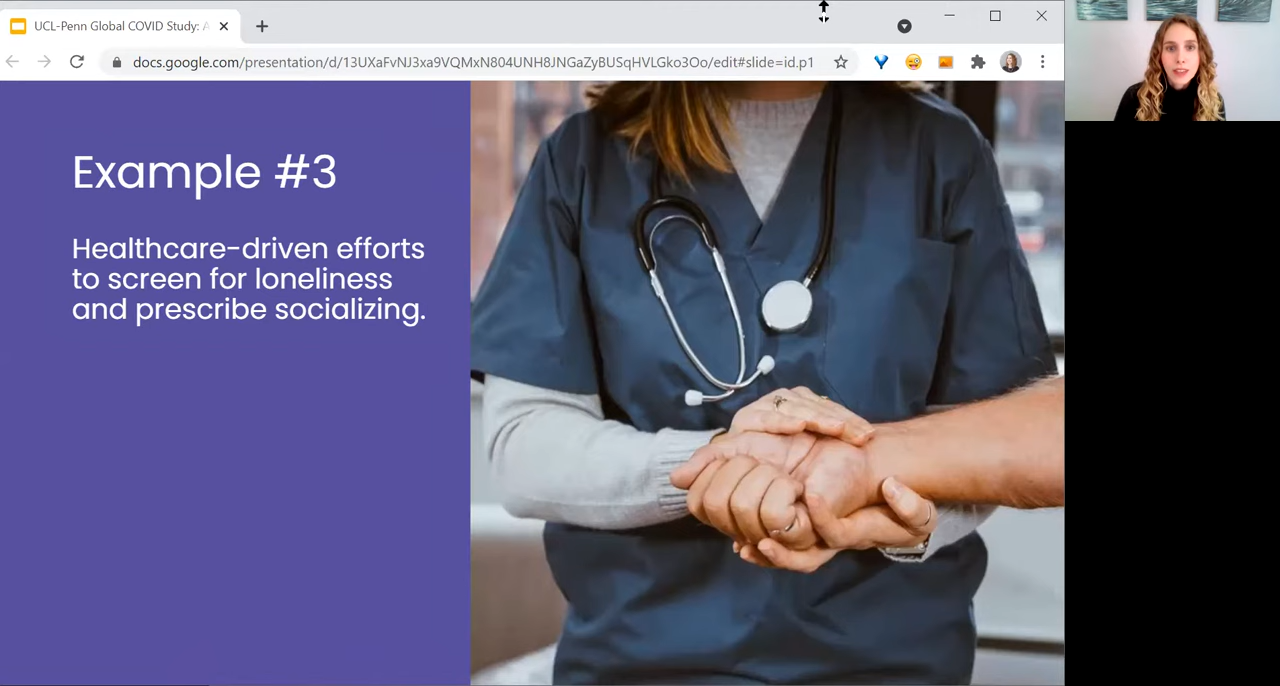 UCL-Penn Global COVID Study: A
docs.google.com/presentation/d/13UXaFvNJ3xa9VQMxN804UNH8JNGaZyBUSqHVLGko3Oo/edit#slide=id.p1
Example #3
Healthcare-driven efforts
to screen for loneliness
and prescribe socializing.